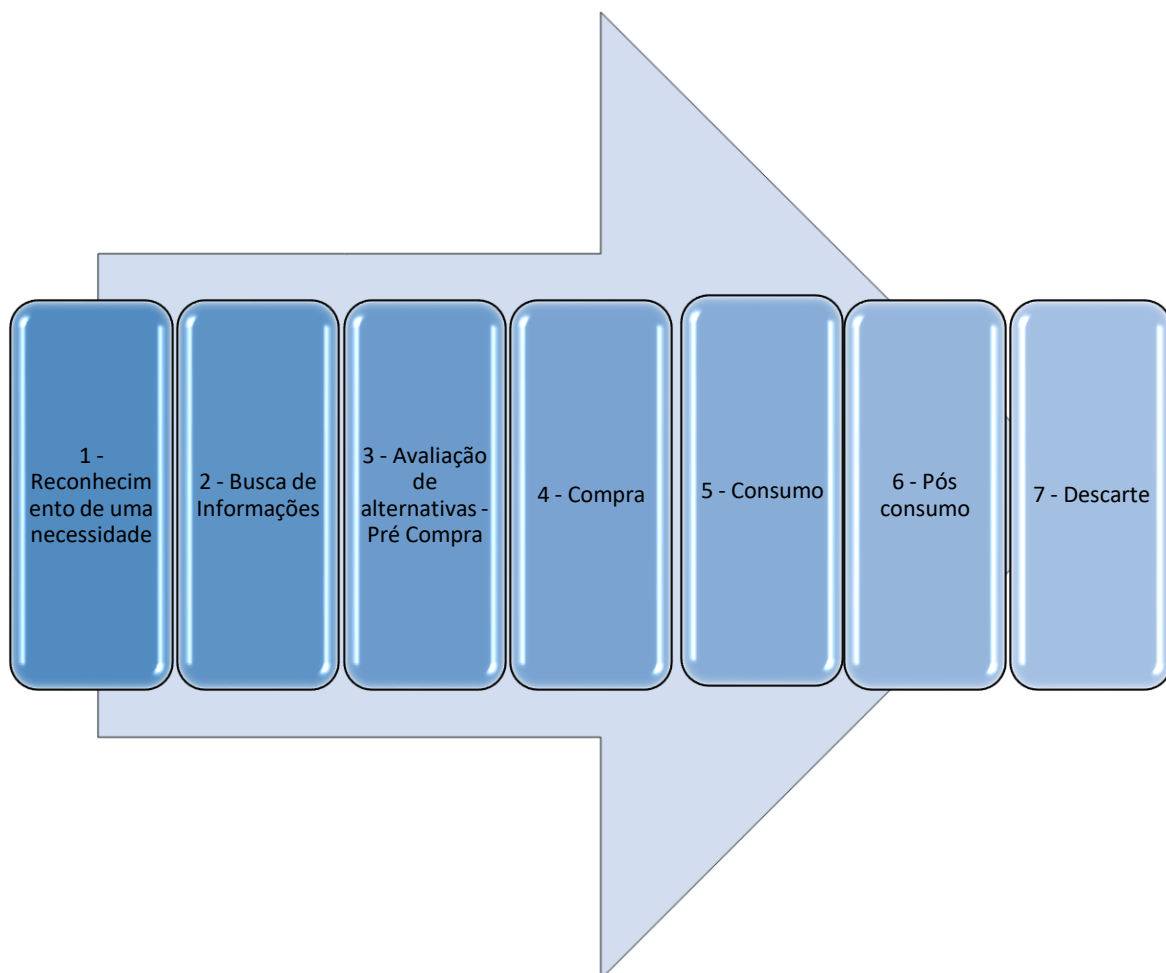 1 -
Reconhecim
ento de uma
necessidade
2 - Busca de
Informações
3 - Avaliação
de
alternativas -
Pré Compra
4 - Compra
5 - Consumo
6 - Pós
consumo
7 - Descarte